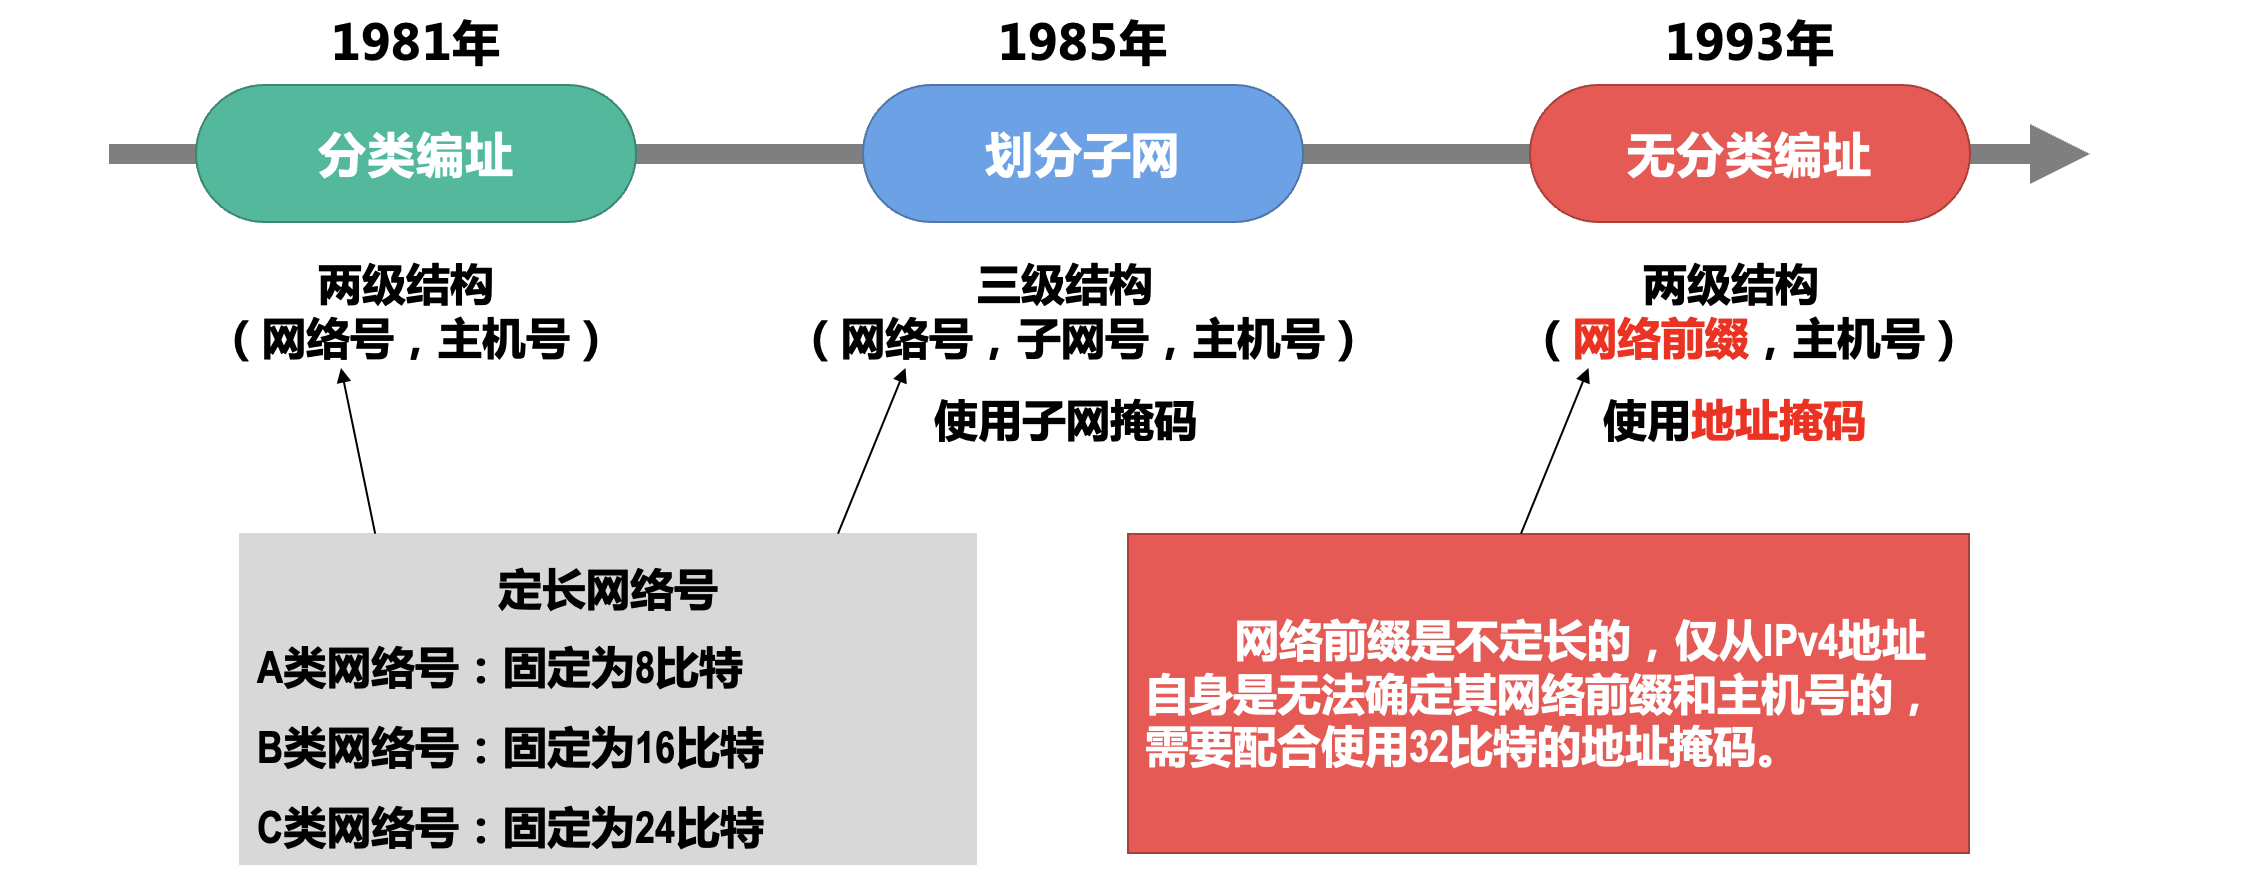 1981年
1985年
1993年
分类编址
划分子网
无分类编址
两级结构
（网络号，主机号）
三级结构
（网络号，子网号，主机号）
使用子网掩码
两级结构
（网络前缀，主机号）
使用地址掩码
定长网络号
A类网络号：固定为8比特
B类网络号：固定为16比特
C类网络号：固定为24比特
网络前缀是不定长的，仅从IPv4地址
自身是无法确定其网络前缀和主机号的，
需要配合使用32比特的地址掩码。